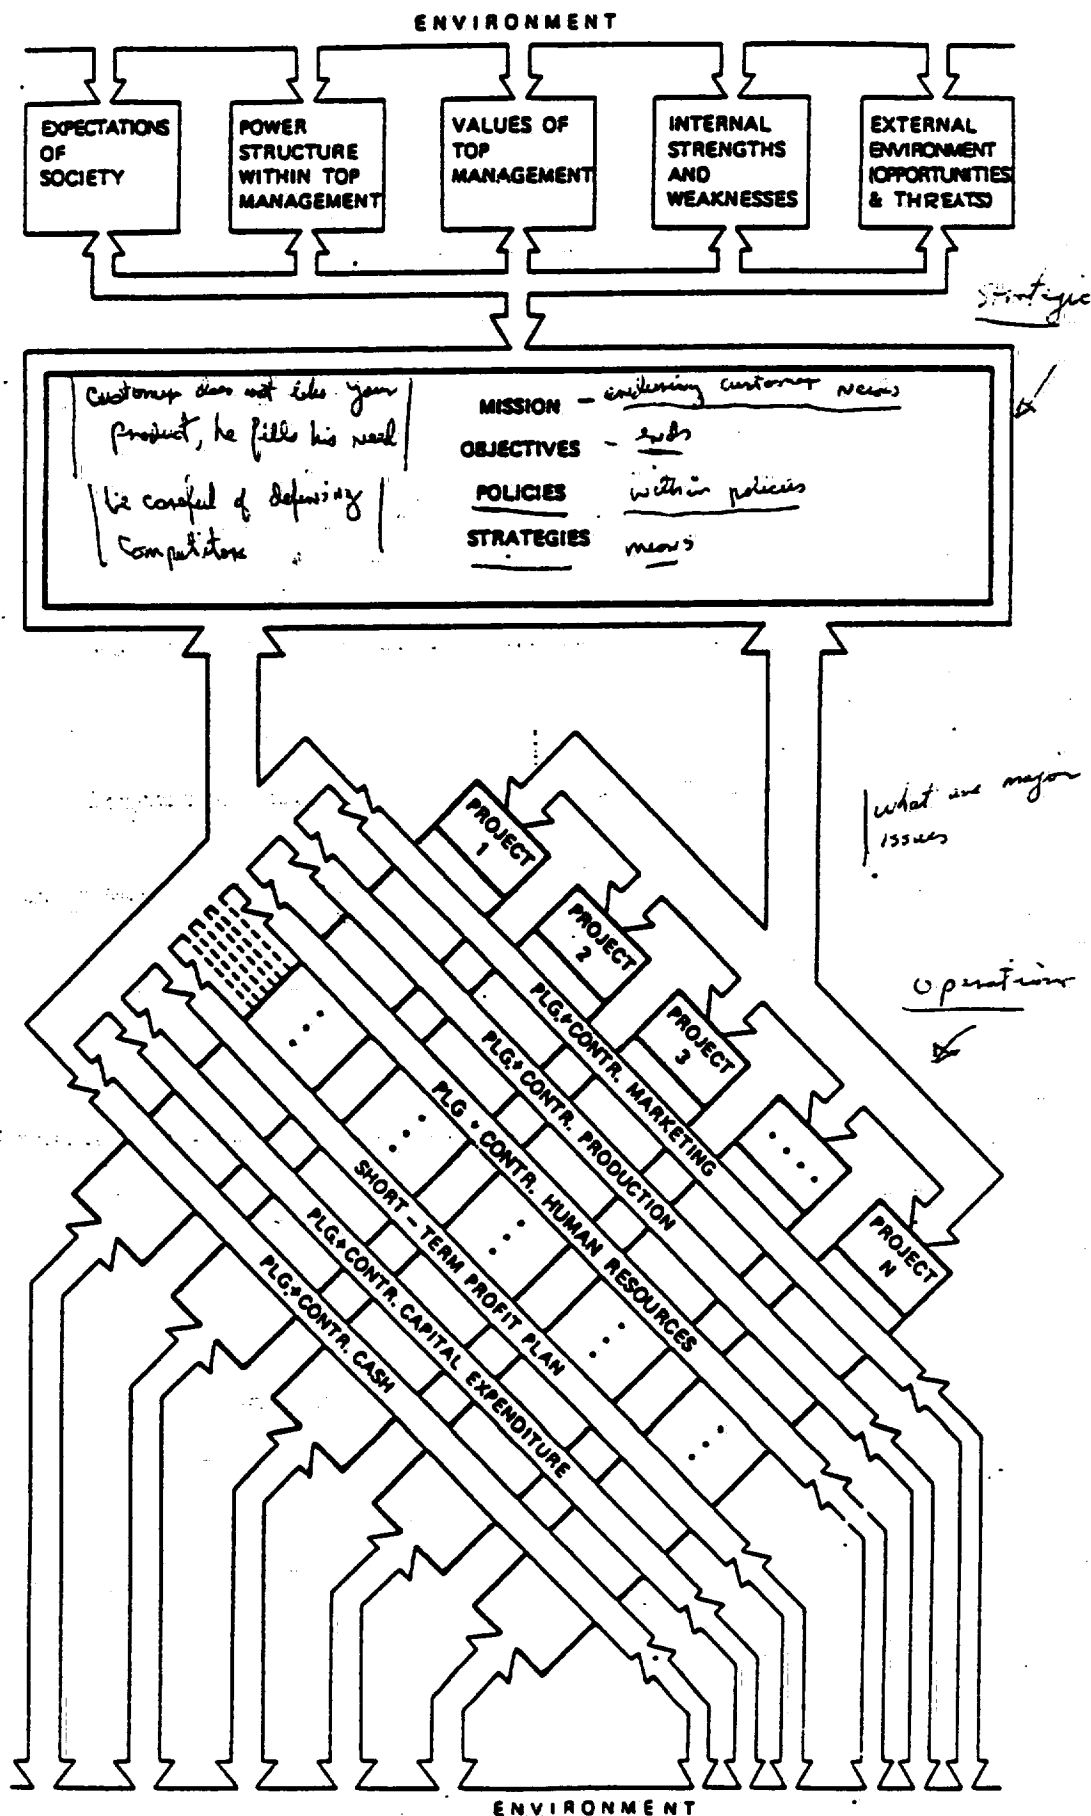 ENVIRONMENT
EXPECTATIONS
OF
SOCIETY
POWER
STRUCTURE
WITHIN TOP
MANAGEMENT
VALUES OF
TOP
MANAGEMENT
INTERNAL
STRENGTHS
AND
WEAKNESSES
EXTERNAL
ENVIRONMENT
(OPPORTUNITIES
& THREATS)
Strategic
Customer does not
product, he fills his need
be careful of defining
Competitors
MISSION - customer needs
OBJECTIVES - ends
POLICIES within policies
STRATEGIES means
what are major
issues
Operations
PROJECT
1
PROJECT
2
PROJECT
3
PROJECT
N
PLG.+CONTR. MARKETING
PLG.+CONTR. PRODUCTION
PLG + CONTR. HUMAN RESOURCES
SHORT-TERM PROFIT PLAN
PLG.+CONTR. CAPITAL EXPENDITURE
PLG.+CONTR. CASH
ENVIRONMENT